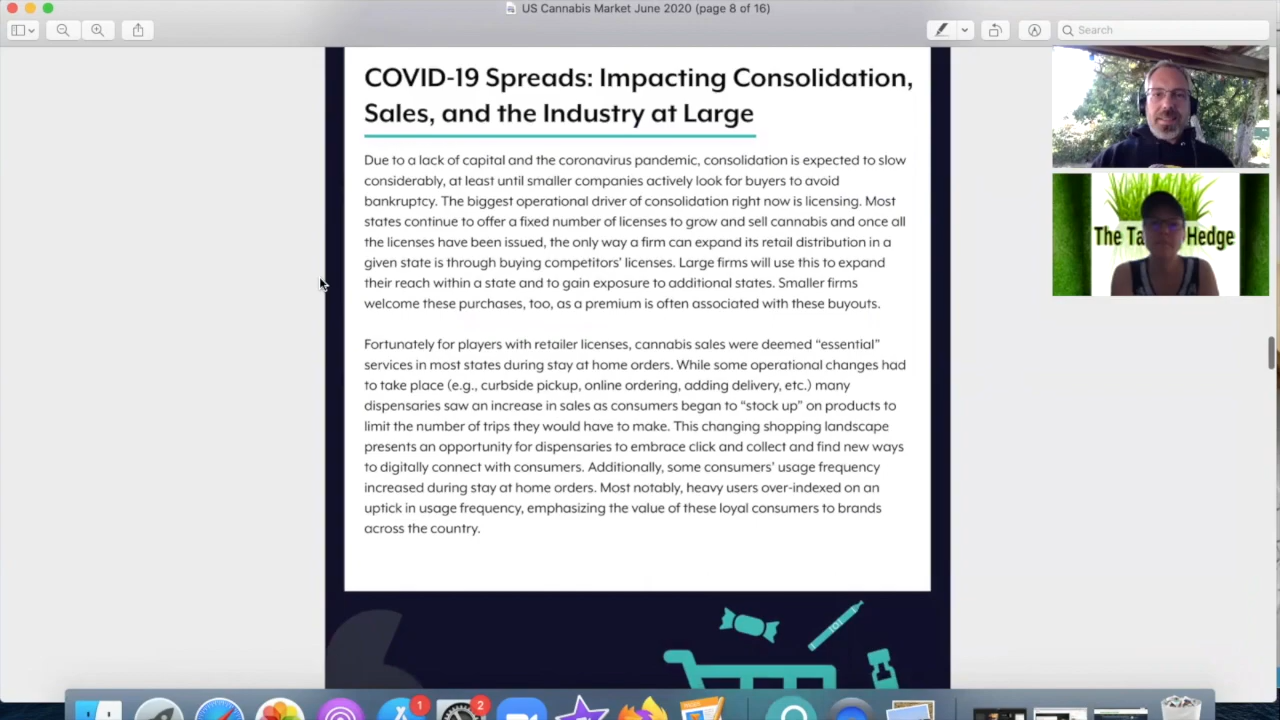 US Cannabis Market June 2020 (page 8 of 16)
Search
COVID-19 Spreads: Impacting Consolidation,
Sales, and the Industry at Large
Due to a lack of capital and the coronavirus pandemic, consolidation is expected to slow
considerably, at least until smaller companies actively look for buyers to avoid
bankruptcy. The biggest operational driver of consolidation right now is licensing. Most
states continue to offer a fixed number of licenses to grow and sell cannabis and once all
the licenses have been issued, the only way a firm can expand its retail distribution in a
given state is through buying competitors' licenses. Large firms will use this to expand
their reach within a state and to gain exposure to additional states. Smaller firms
welcome these purchases, too, as a premium is often associated with these buyouts.
Fortunately for players with retailer licenses, cannabis sales were deemed “essential”
services in most states during stay at home orders. While some operational changes had
to take place (e.g., curbside pickup, online ordering, adding delivery, etc.) many
dispensaries saw an increase in sales as consumers began to “stock up” on products to
limit the number of trips they would have to make. This changing shopping landscape
presents an opportunity for dispensaries to embrace click and collect and find new ways
to digitally connect with consumers. Additionally, some consumers' usage frequency
increased during stay at home orders. Most notably, heavy users over-indexed on an
uptick in usage frequency, emphasizing the value of these loyal consumers to brands
across the country.
The Hedge
1
2